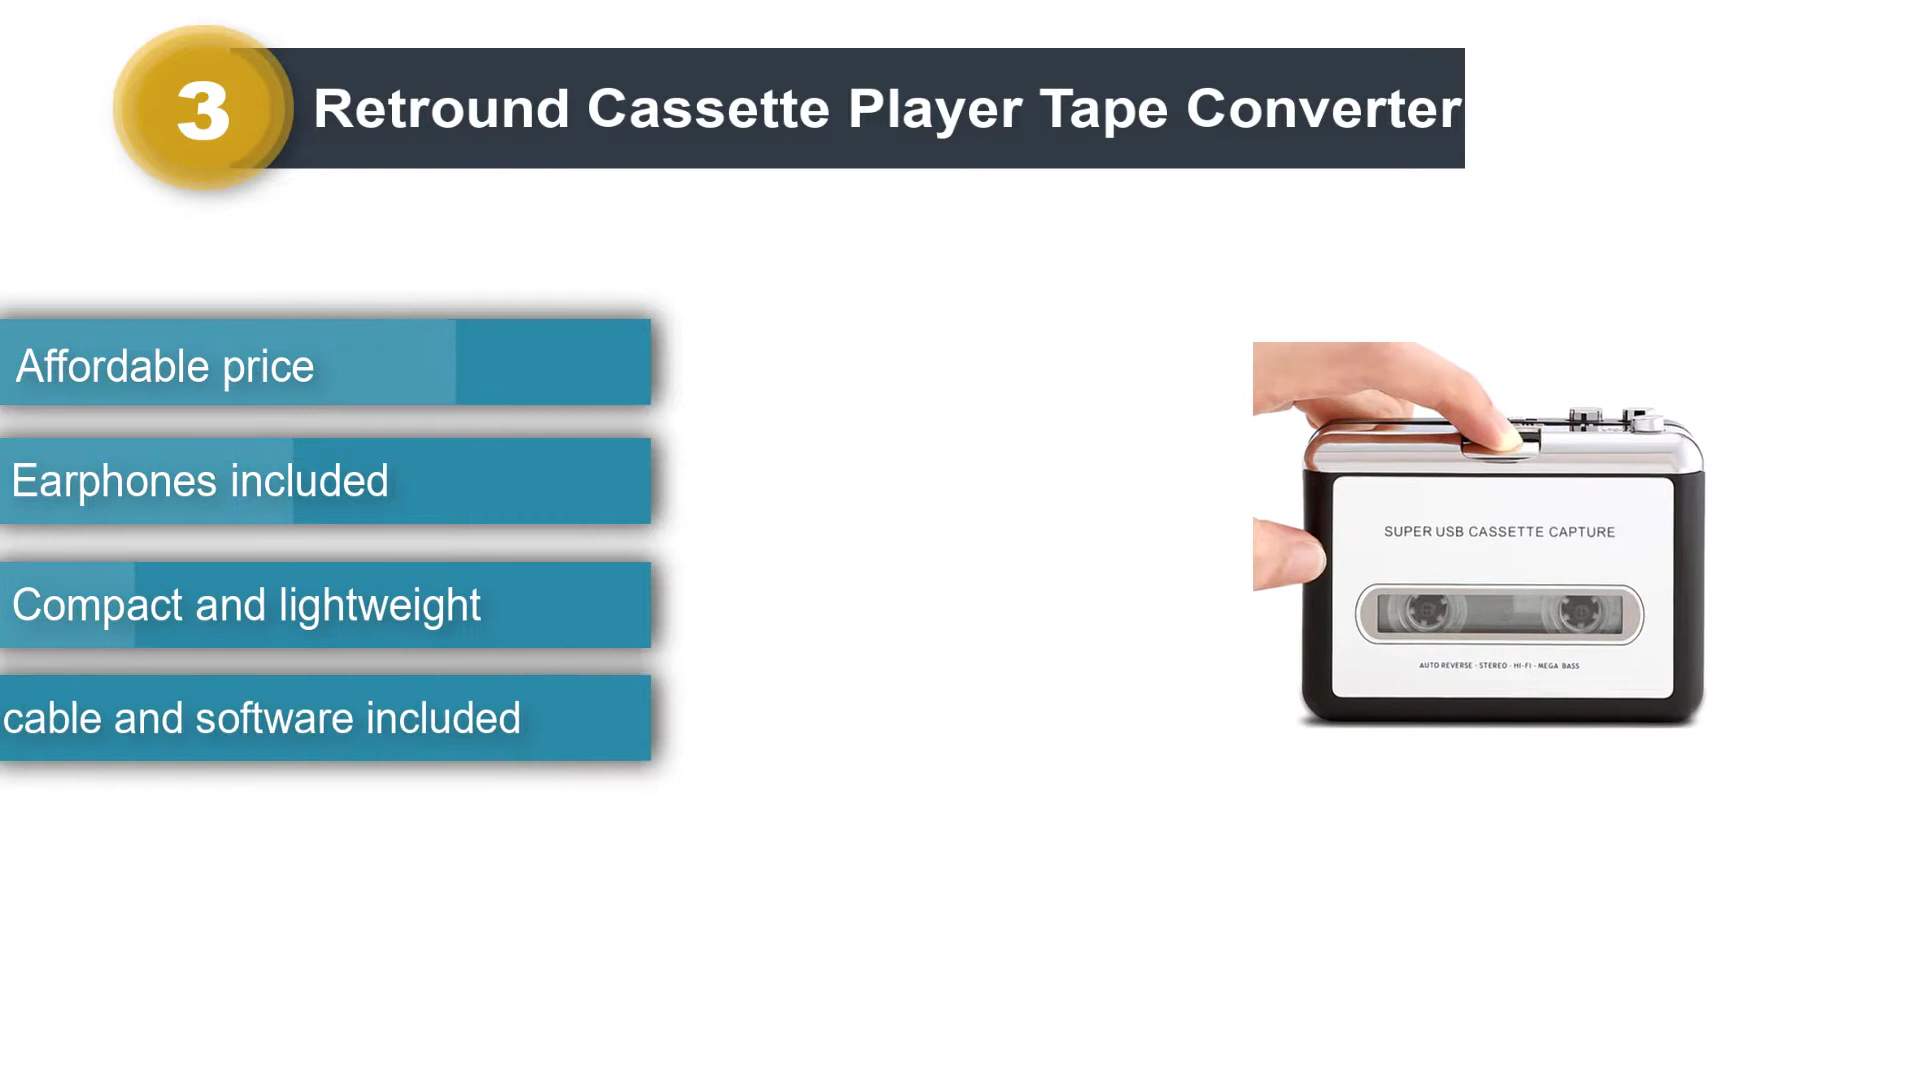 3
Retround Cassette Player Tape Converter
Affordable price
Earphones included
Compact and lightweight
cable and software included
SUPER USB CASSETTE CAPTURE
AUTO REVERSE · STEREO · HI-FI · MEGA BASS